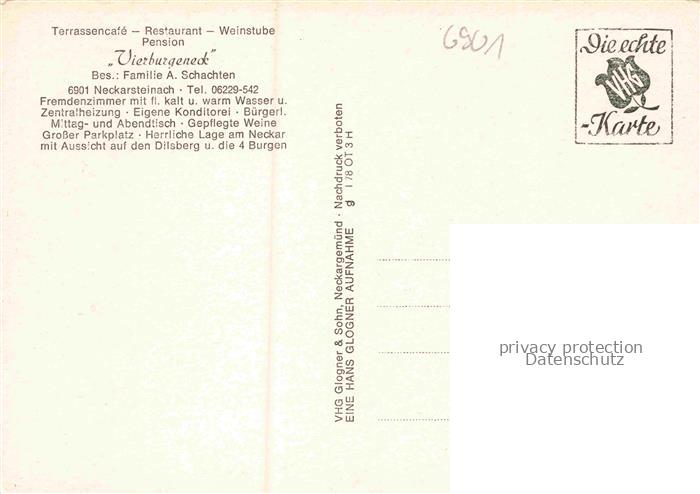 Terrassencafé – Restaurant – Weinstube
Pension
„Vierburgeneck"
Bes.: Familie A. Schachten
6901 Neckarsteinach · Tel. 06229-542
Fremdenzimmer mit fl. kalt u. warm Wasser u.
Zentralheizung · Eigene Konditorei · Bürgerl.
Mittag- und Abendtisch · Gepflegte Weine
Großer Parkplatz · Herrliche Lage am Neckar
mit Aussicht auf den Dilsberg u. die 4 Burgen
6901
Die echte
VHG
-Karte
VHG Glogner & Sohn, Neckargemünd · Nachdruck verboten
EINE HANS GLOGNER AUFNAHME g I 78 OT 3 H
privacy protection
Datenschutz